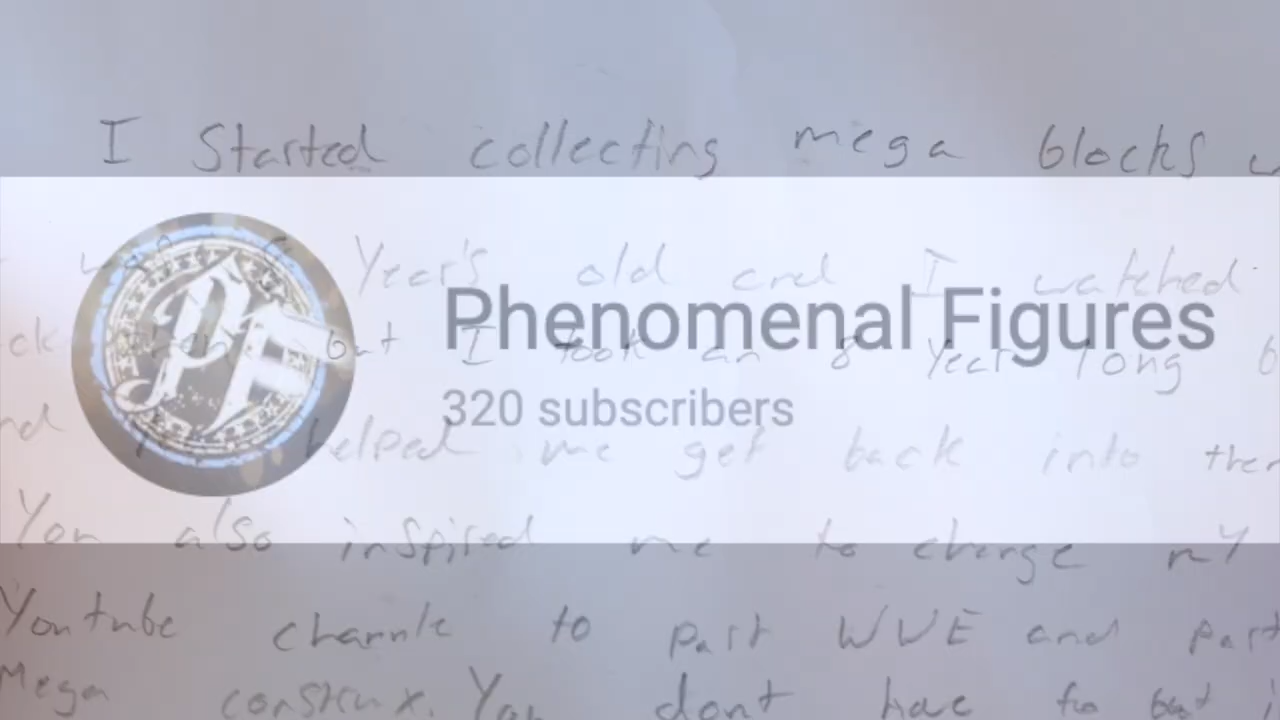 I Started collecting mega blocks
Year's old and I watched
but I took an 8 Year long
Phenomenal Figures
320 subscribers
helped me get back into
You also inspired me to change my
Youtube channle to part WWE and part
Mega construx. You dont have to but
PF